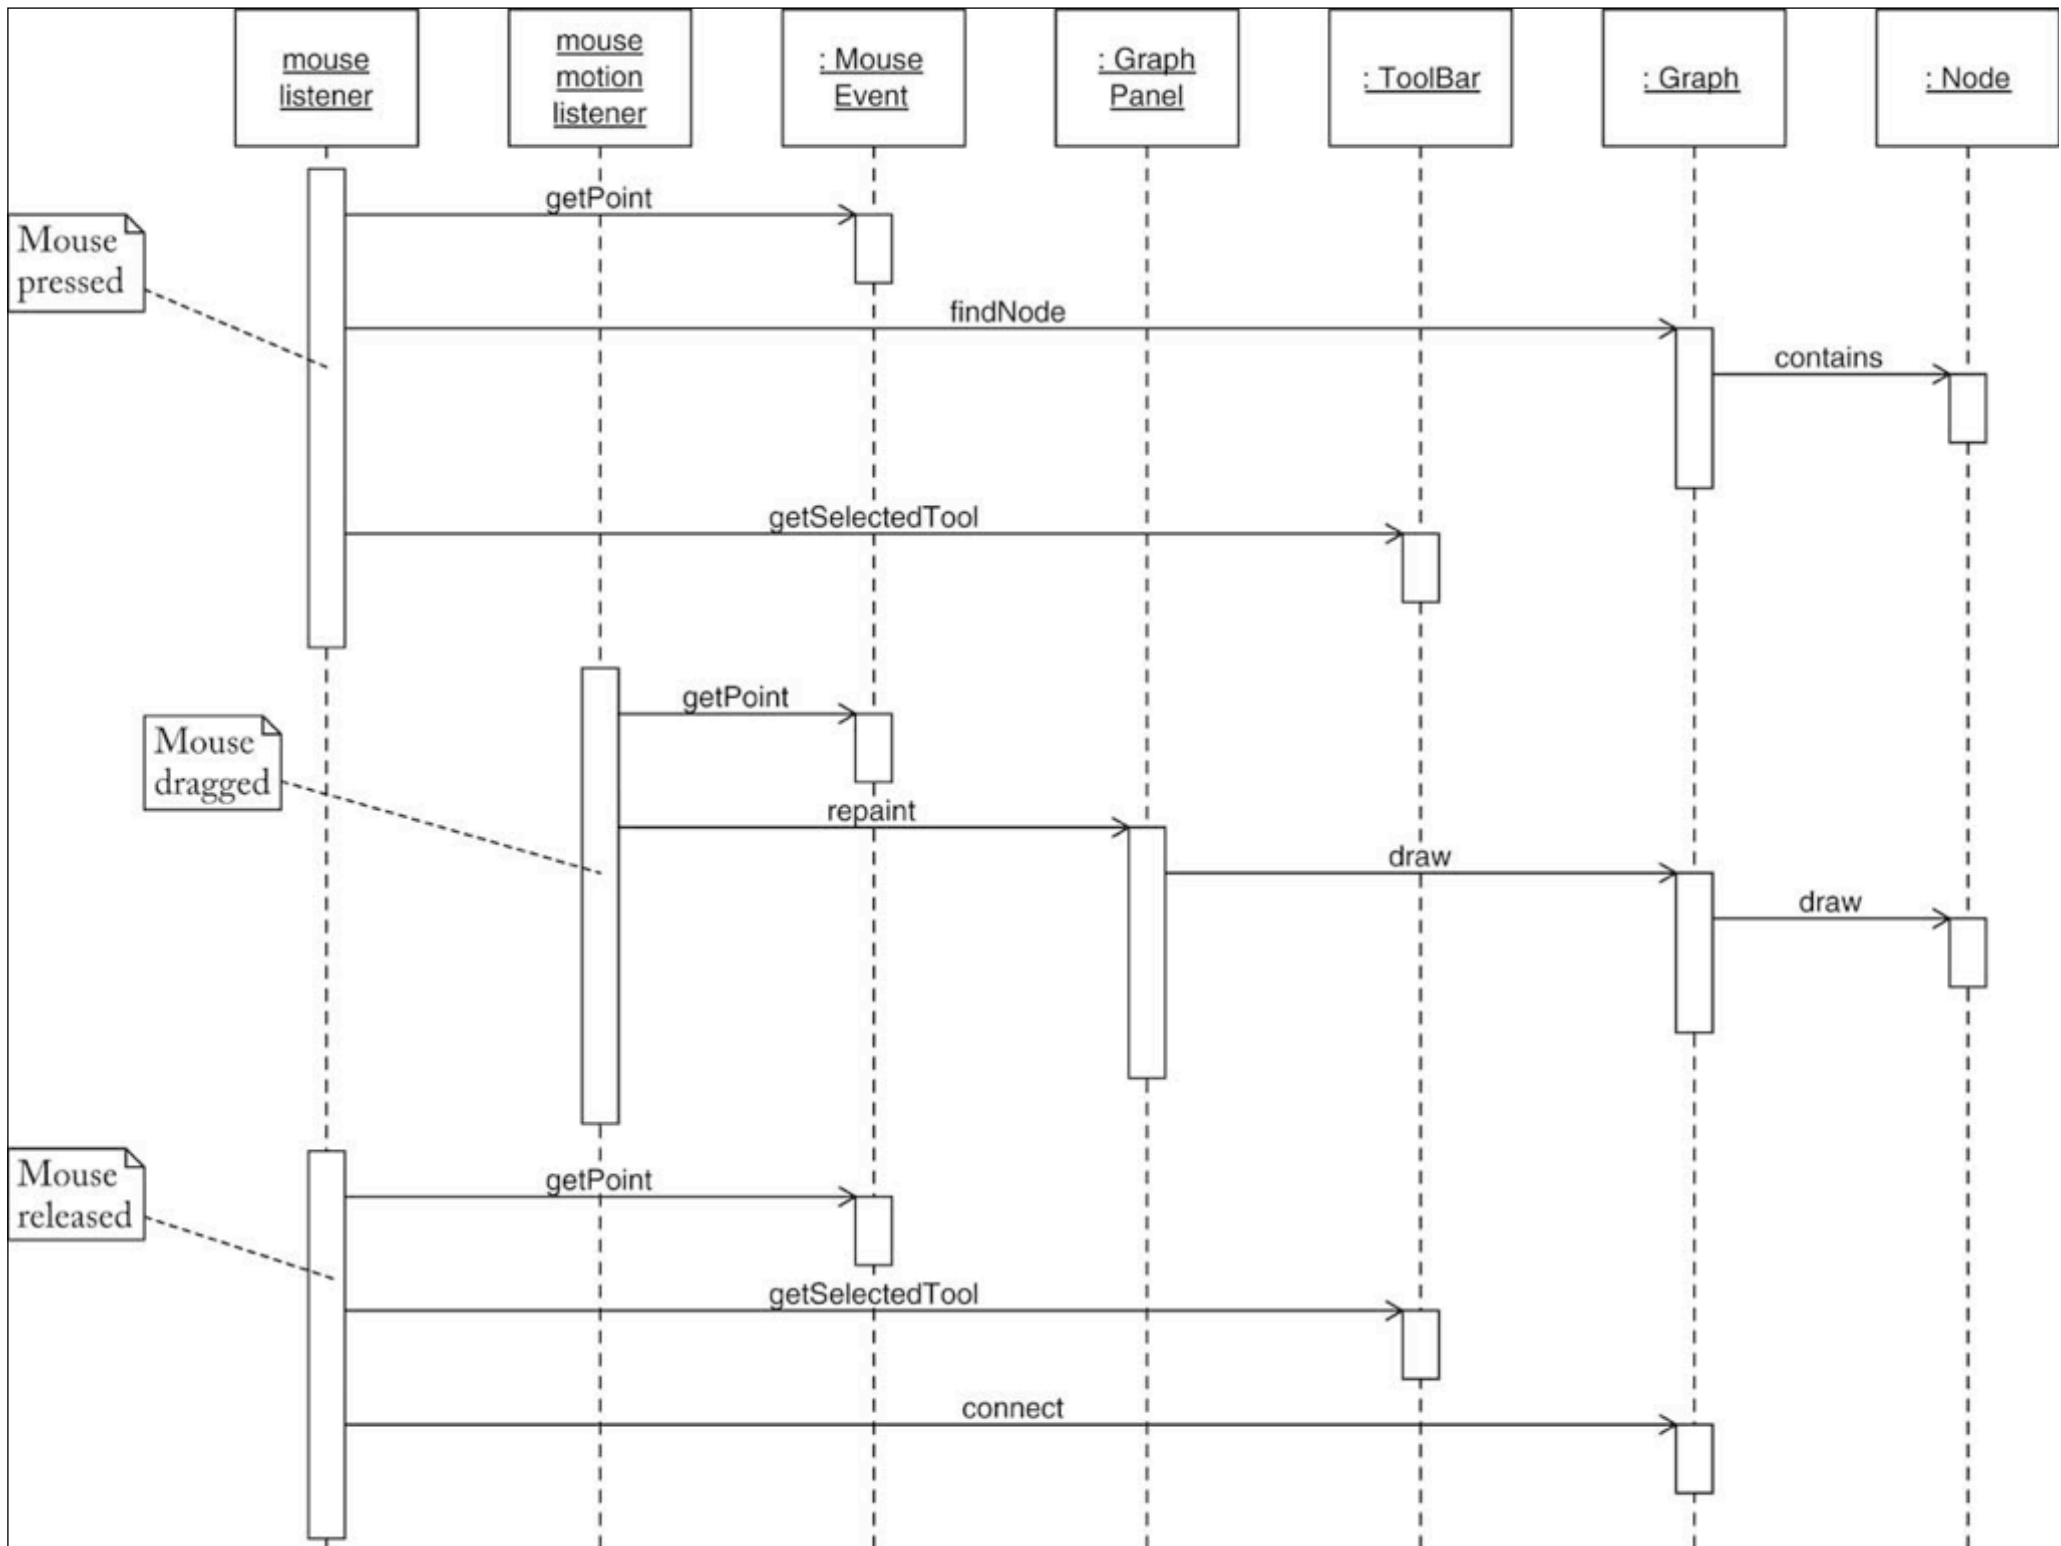 mouse
listener
mouse
motion
listener
: Mouse
Event
: Graph
Panel
: ToolBar
: Graph
: Node
getPoint
Mouse
pressed
findNode
contains
getSelectedTool
getPoint
Mouse
dragged
repaint
draw
draw
Mouse
released
getPoint
getSelectedTool
connect